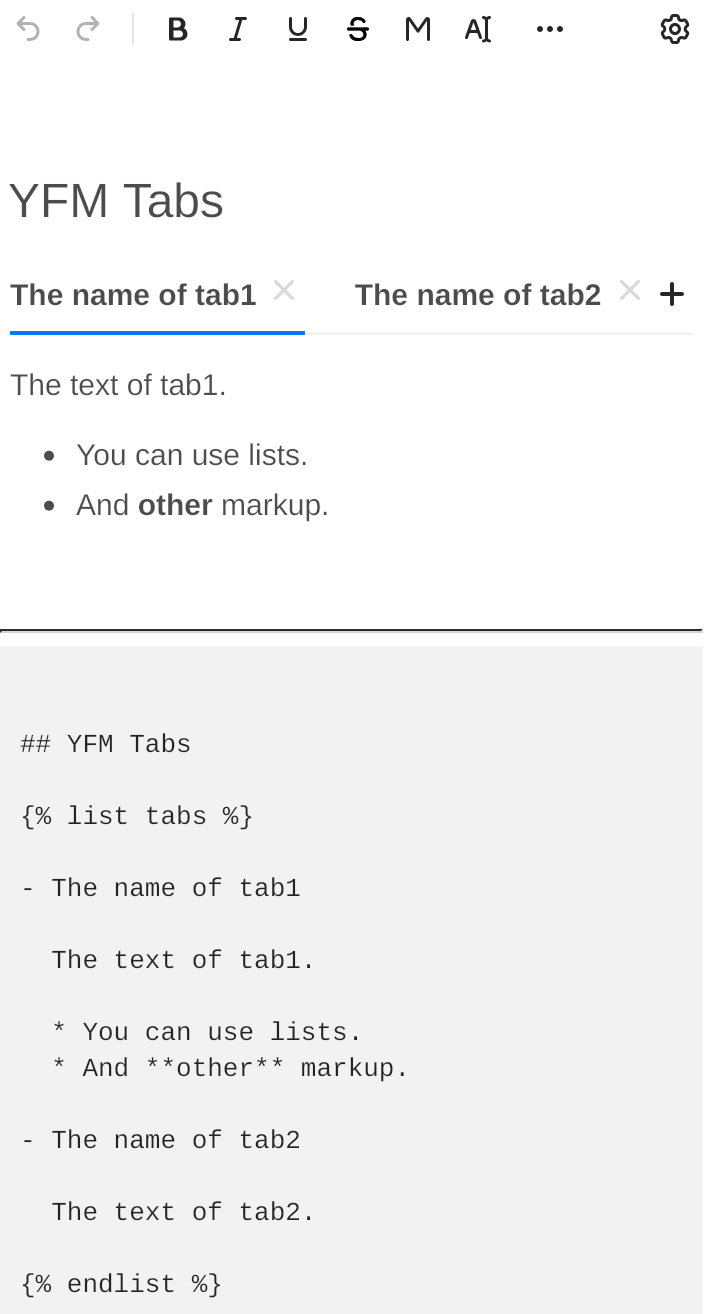 B I U S M AI
YFM Tabs
The name of tab1 The name of tab2
The text of tab1.
• You can use lists.
• And other markup.
## YFM Tabs
{% list tabs %}
- The name of tab1
The text of tab1.
* You can use lists.
* And **other** markup.
- The name of tab2
The text of tab2.
{% endlist %}